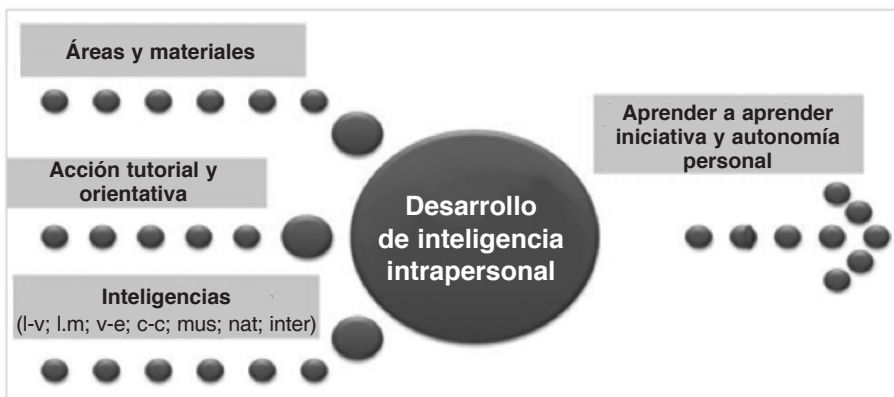 Áreas y materiales
Acción tutorial y
orientativa
Inteligencias
(l-v; l.m; v-e; c-c; mus; nat; inter)
Desarrollo
de inteligencia
intrapersonal
Aprender a aprender
iniciativa y autonomía
personal